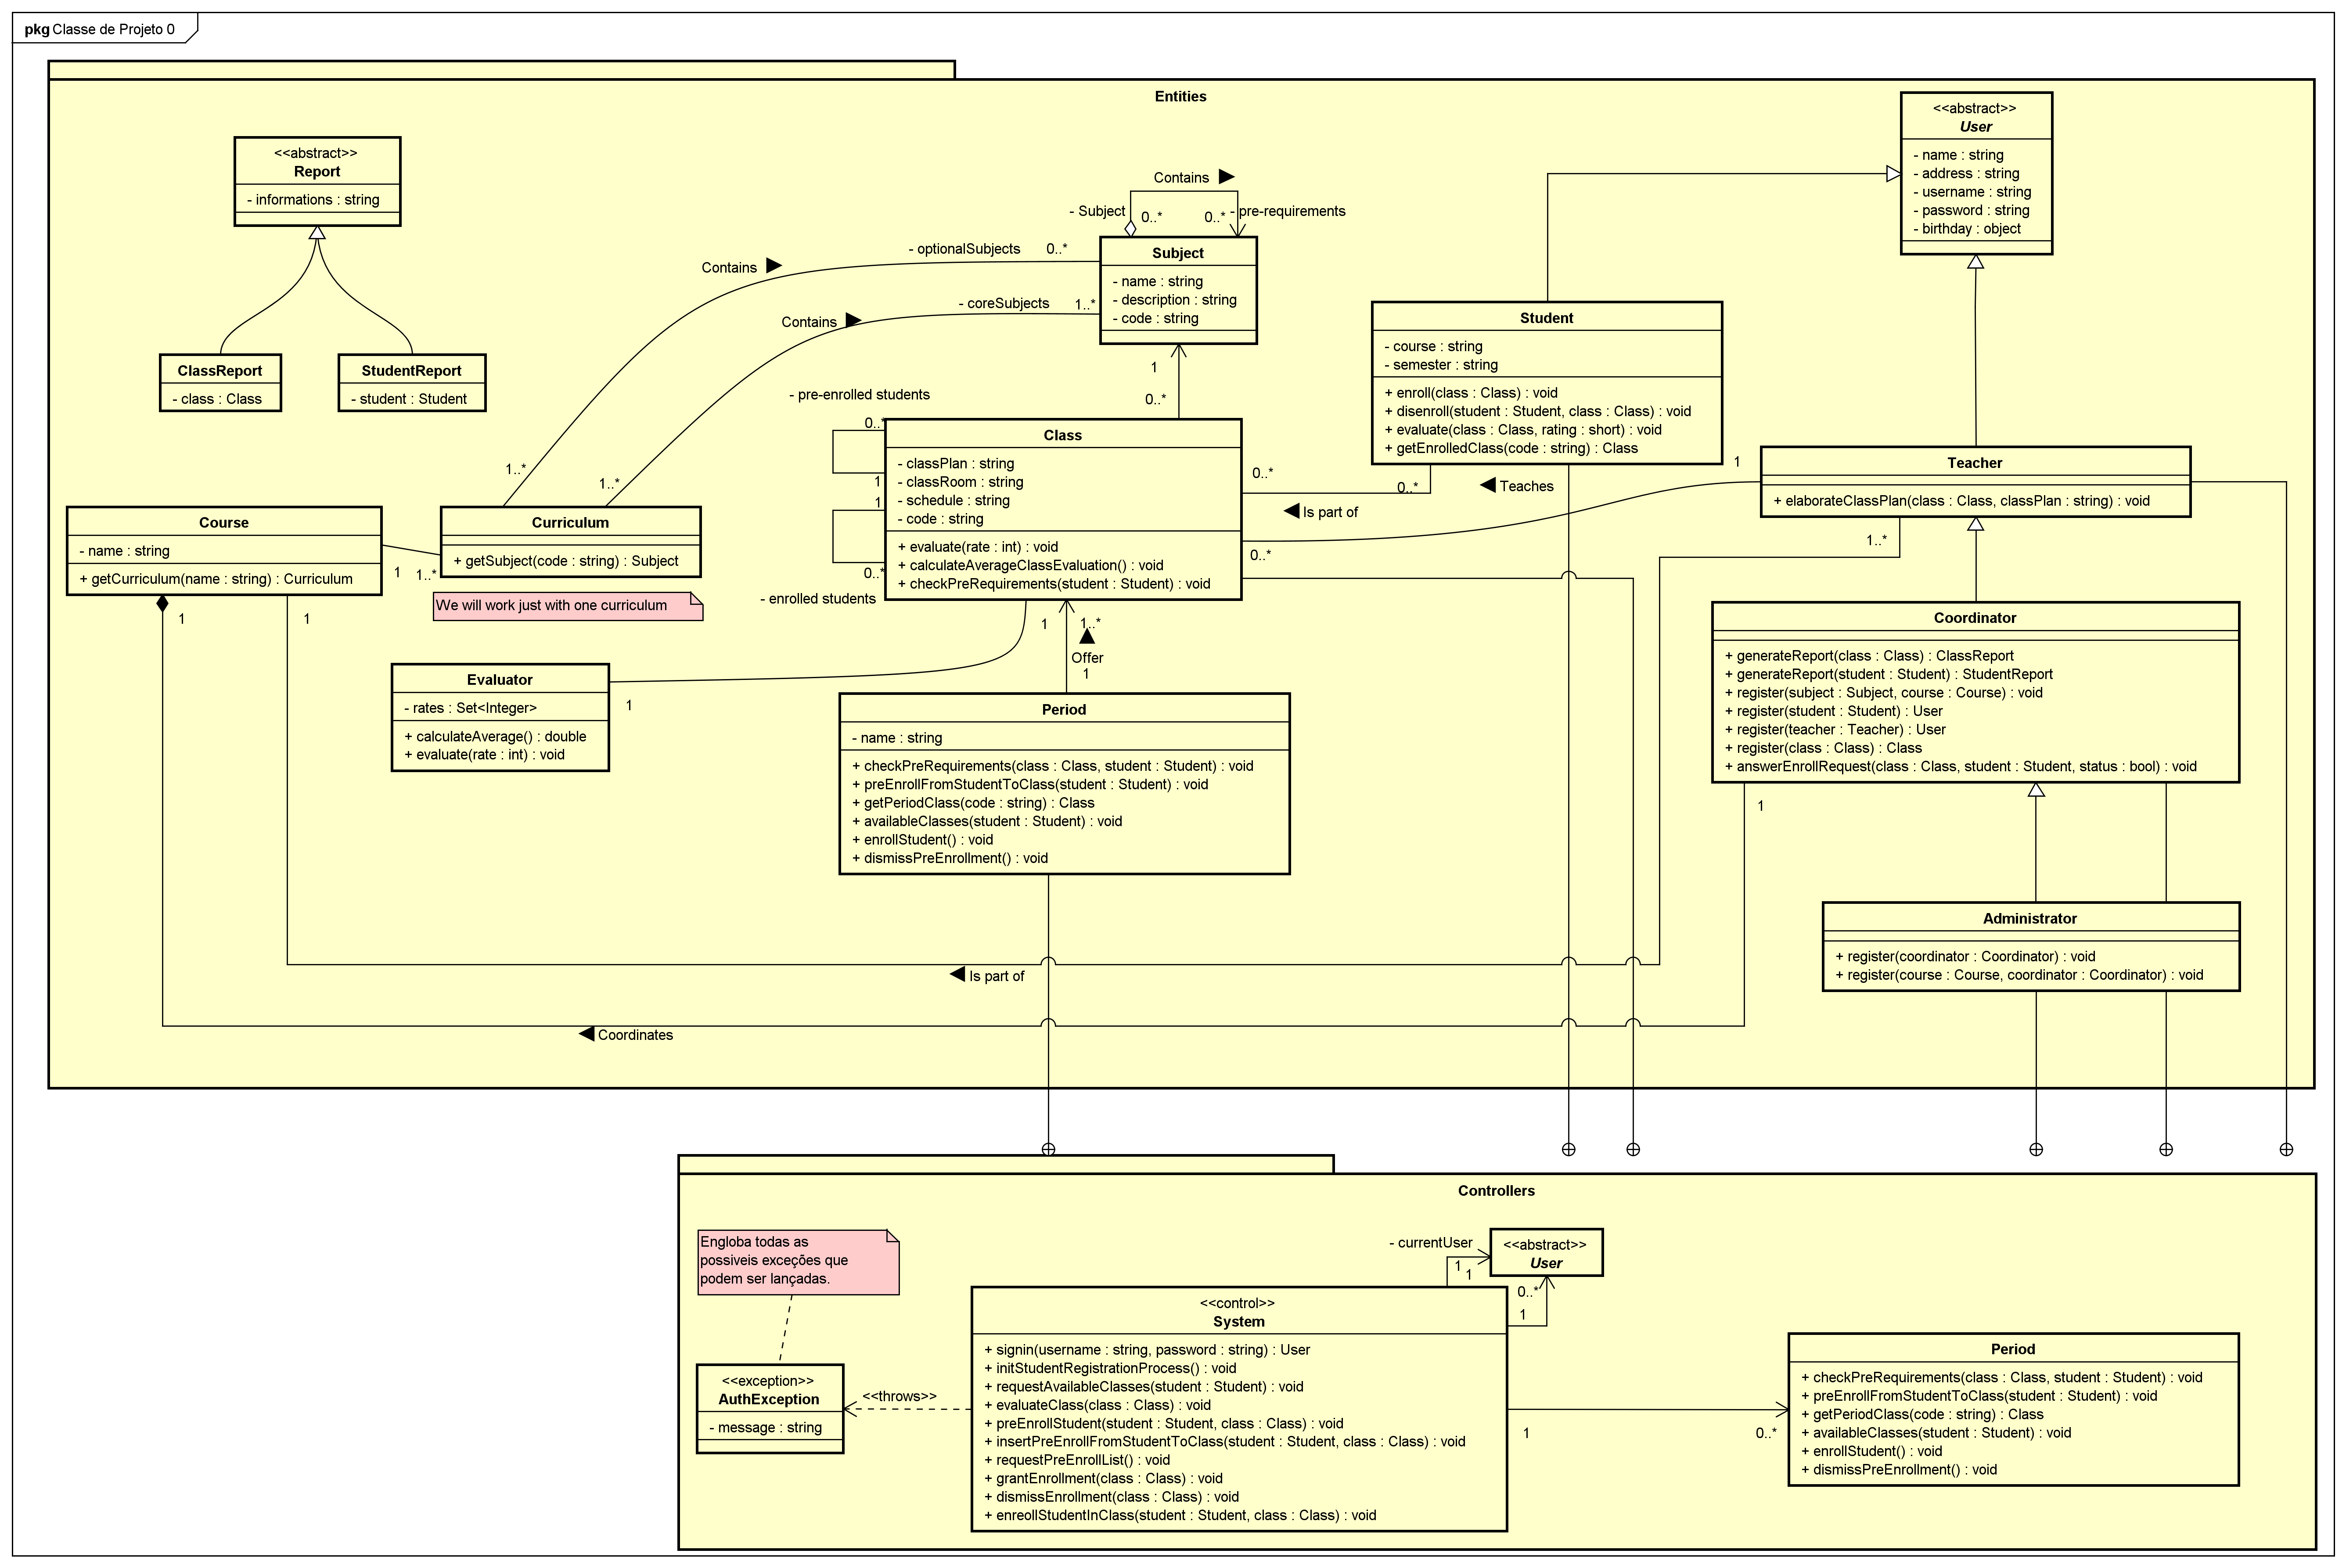 pkg Classe de Projeto 0
Entities
<<abstract>>
Report
- informations : string
ClassReport
- class : Class
StudentReport
- student : Student
Contains
- Subject
0..*
0..*
- pre-requirements
Subject
- name : string
- description : string
- code : string
- optionalSubjects
0..*
Contains
- coreSubjects
1..*
Contains
1..*
1..*
<<abstract>>
User
- name : string
- address : string
- username : string
- password : string
- birthday : object
Student
- course : string
- semester : string
+ enroll(class : Class) : void
+ disenroll(student : Student, class : Class) : void
+ evaluate(class : Class, rating : short) : void
+ getEnrolledClass(code : string) : Class
1
0..*
- pre-enrolled students
0..*
1
1
0..*
- enrolled students
Class
- classPlan : string
- classRoom : string
- schedule : string
- code : string
+ evaluate(rate : int) : void
+ calculateAverageClassEvaluation() : void
+ checkPreRequirements(student : Student) : void
0..*
0..*
Is part of
Teaches
1
0..*
Teacher
+ elaborateClassPlan(class : Class, classPlan : string) : void
1..*
Course
- name : string
+ getCurriculum(name : string) : Curriculum
1
1..*
Curriculum
+ getSubject(code : string) : Subject
We will work just with one curriculum
1
1
Evaluator
- rates : Set<Integer>
+ calculateAverage() : double
+ evaluate(rate : int) : void
1
1
1..*
Offer
1
Period
- name : string
+ checkPreRequirements(class : Class, student : Student) : void
+ preEnrollFromStudentToClass(student : Student) : void
+ getPeriodClass(code : string) : Class
+ availableClasses(student : Student) : void
+ enrollStudent() : void
+ dismissPreEnrollment() : void
Coordinator
+ generateReport(class : Class) : ClassReport
+ generateReport(student : Student) : StudentReport
+ register(subject : Subject, course : Course) : void
+ register(student : Student) : User
+ register(teacher : Teacher) : User
+ register(class : Class) : Class
+ answerEnrollRequest(class : Class, student : Student, status : bool) : void
1
Administrator
+ register(coordinator : Coordinator) : void
+ register(course : Course, coordinator : Coordinator) : void
Is part of
Coordinates
Controllers
Engloba todas as
possiveis exceções que
podem ser lançadas.
<<exception>>
AuthException
- message : string
<<throws>>
- currentUser
1
1
<<abstract>>
User
0..*
1
<<control>>
System
+ signin(username : string, password : string) : User
+ initStudentRegistrationProcess() : void
+ requestAvailableClasses(student : Student) : void
+ evaluateClass(class : Class) : void
+ preEnrollStudent(student : Student, class : Class) : void
+ insertPreEnrollFromStudentToClass(student : Student, class : Class) : void
+ requestPreEnrollList() : void
+ grantEnrollment(class : Class) : void
+ dismissEnrollment(class : Class) : void
+ enreollStudentInClass(student : Student, class : Class) : void
1
0..*
Period
+ checkPreRequirements(class : Class, student : Student) : void
+ preEnrollFromStudentToClass(student : Student) : void
+ getPeriodClass(code : string) : Class
+ availableClasses(student : Student) : void
+ enrollStudent() : void
+ dismissPreEnrollment() : void